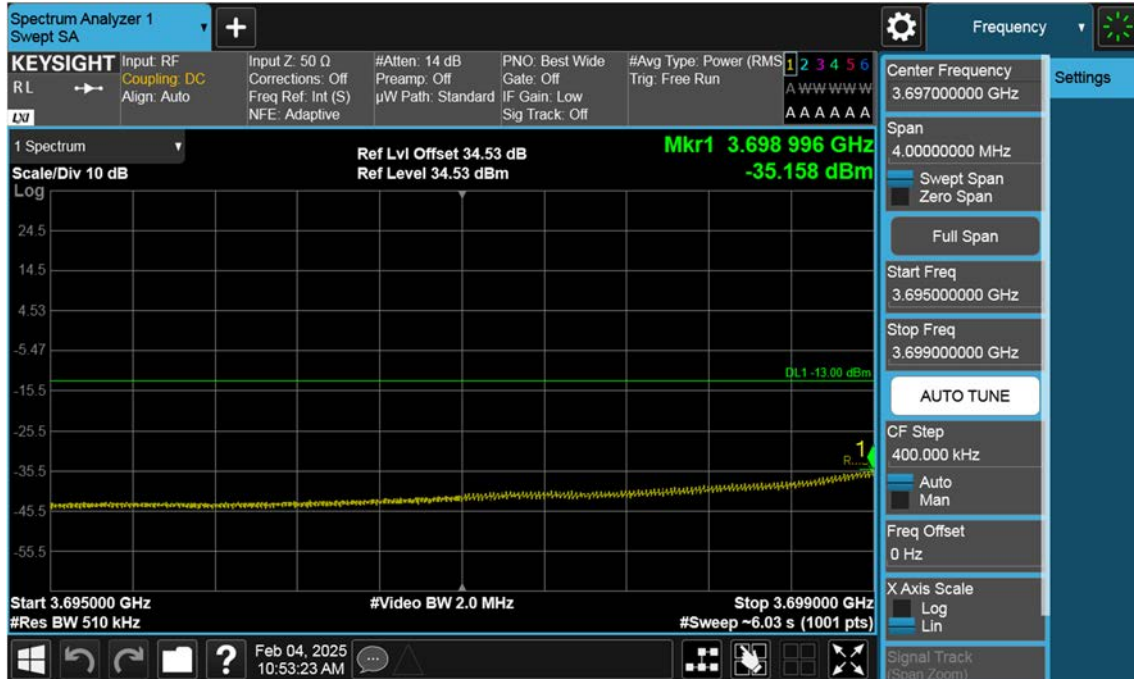 Spectrum Analyzer 1
Swept SA
Frequency
KEYSIGHT
R L
LXI
Input: RF
Coupling: DC
Align: Auto
Input Z: 50 Ω
Corrections: Off
Freq Ref: Int (S)
NFE: Adaptive
#Atten: 14 dB
Preamp: Off
µW Path: Standard
PNO: Best Wide
Gate: Off
IF Gain: Low
Sig Track: Off
#Avg Type: Power (RMS
Trig: Free Run
1 2 3 4 5 6
A W W W W W
A A A A A A
1 Spectrum
Scale/Div 10 dB
Log
Ref Lvl Offset 34.53 dB
Ref Level 34.53 dBm
Mkr1 3.698 996 GHz
-35.158 dBm
24.5
14.5
4.53
-5.47
DL1 -13.00 dBm
-15.5
-25.5
1
-35.5
-45.5
-55.5
Start 3.695000 GHz
#Res BW 510 kHz
#Video BW 2.0 MHz
Stop 3.699000 GHz
#Sweep ~6.03 s (1001 pts)
?
Feb 04, 2025
10:53:23 AM
Center Frequency
3.697000000 GHz
Settings
Span
4.00000000 MHz
Swept Span
Zero Span
Full Span
Start Freq
3.695000000 GHz
Stop Freq
3.699000000 GHz
AUTO TUNE
CF Step
400.000 kHz
Auto
Man
Freq Offset
0 Hz
X Axis Scale
Log
Lin
Signal Track
(Span Zoom)